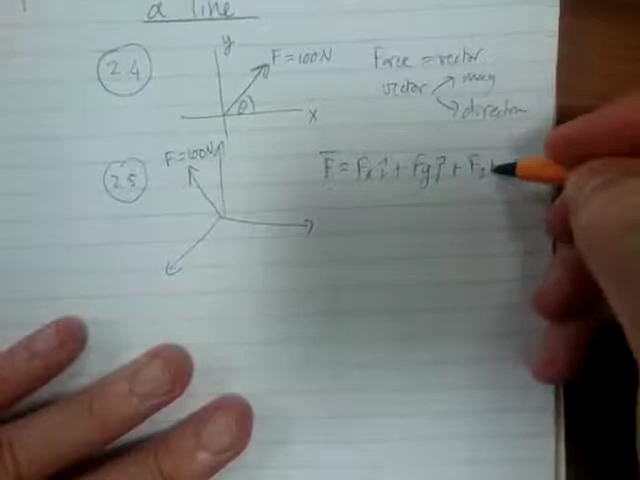 a line
2.4
y
F=100N
θ
x
Force = vector
vector
mag
direction
2.5
F=100N
F̅ = Fx î + Fy ĵ + Fz